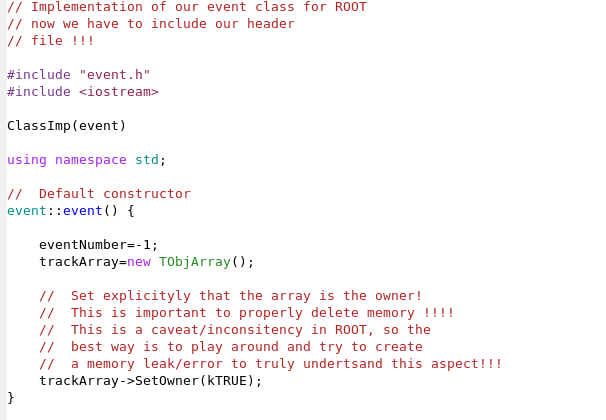 // Implementation of our event class for ROOT
// now we have to include our header
// file !!!
#include "event.h"
#include <iostream>
ClassImp(event)
using namespace std;
//  Default constructor
event::event() {
    eventNumber=-1;
    trackArray=new TObjArray();
    //  Set explicityly that the array is the owner!
    //  This is important to properly delete memory !!!!
    //  This is a caveat/inconsitency in ROOT, so the
    //  best way is to play around and try to create
    //  a memory leak/error to truly undertsand this aspect!!!
    trackArray->SetOwner(kTRUE);
}